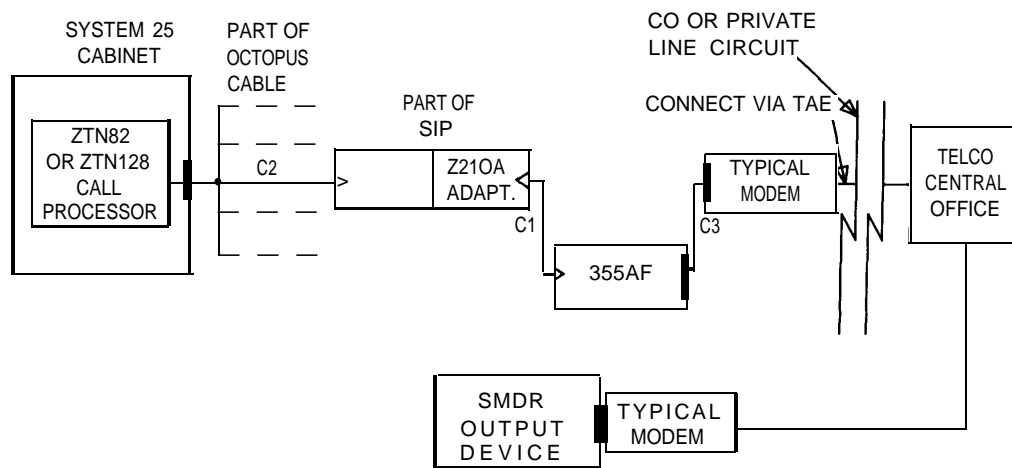 SYSTEM 25
CABINET
PART OF
OCTOPUS
CABLE
CO OR PRIVATE
LINE CIRCUIT
CONNECT VIA TAE
PART OF
SIP
ZTN82
OR ZTN128
CALL
PROCESSOR
C2
Z210A
ADAPT.
C1
355AF
C3
TYPICAL
MODEM
TELCO
CENTRAL
OFFICE
SMDR
OUTPUT
DEVICE
TYPICAL
MODEM